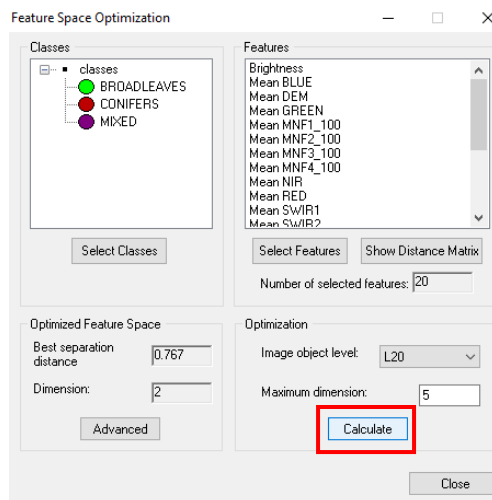 Feature Space Optimization
Classes
classes
BROADLEAVES
CONIFERS
MIXED
Select Classes
Features
Brightness
Mean BLUE
Mean DEM
Mean GREEN
Mean MNF1_100
Mean MNF2_100
Mean MNF3_100
Mean MNF4_100
Mean NIR
Mean RED
Mean SWIR1
Mean SWIR2
Select Features
Show Distance Matrix
Number of selected features: 20
Optimized Feature Space
Best separation
distance
0.767
Dimension: 2
Advanced
Optimization
Image object level: L20
Maximum dimension: 5
Calculate
Close